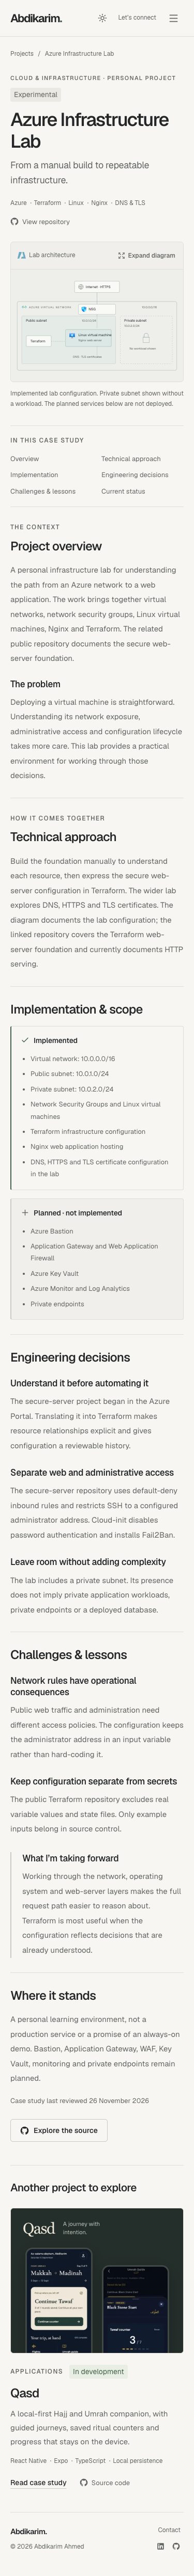 Abdikarim.
Let's connect
Projects / Azure Infrastructure Lab
CLOUD & INFRASTRUCTURE · PERSONAL PROJECT
Experimental
Azure Infrastructure
Lab
From a manual build to repeatable
infrastructure.
Azure · Terraform · Linux · Nginx · DNS & TLS
View repository
Lab architecture
Expand diagram
Internet HTTPS
AZURE VIRTUAL NETWORK
10.0.0.0/16
Public subnet
NSG
Private subnet
10.0.2.0/24
Terraform
Linux virtual machine
Implemented lab configuration. Private subnet shown without
a workload. The planned services below are not deployed.
IN THIS CASE STUDY
Overview
Technical approach
Implementation
Engineering decisions
Challenges & lessons
Current status
THE CONTEXT
Project overview
A personal infrastructure lab for understanding
the path from an Azure network to a web
application. The work brings together virtual
networks, network security groups, Linux virtual
machines, Nginx and Terraform. The related
public repository documents the secure web-
server foundation.
The problem
Deploying a virtual machine is straightforward.
Understanding its network exposure,
administrative access and configuration lifecycle
takes more care. This lab provides a practical
environment for working through those
decisions.
HOW IT COMES TOGETHER
Technical approach
Build the foundation manually to understand
each resource, then express the secure web-
server configuration in Terraform. The wider lab
explores DNS, HTTPS and TLS certificates. The
diagram documents the lab configuration; the
linked repository covers the Terraform web-
server foundation and currently documents HTTP
serving.
Implementation & scope
Implemented
• Virtual network: 10.0.0.0/16
• Public subnet: 10.0.1.0/24
• Private subnet: 10.0.2.0/24
• Network Security Groups and Linux virtual
machines
• Terraform infrastructure configuration
• Nginx web application hosting
• DNS, HTTPS and TLS certificate configuration
in the lab
Planned · not implemented
• Azure Bastion
• Application Gateway and Web Application
Firewall
• Azure Key Vault
• Azure Monitor and Log Analytics
• Private endpoints
Engineering decisions
Understand it before automating it
The secure-server project began in the Azure
Portal. Translating it into Terraform makes
resource relationships explicit and gives
configuration a reviewable history.
Separate web and administrative access
The secure-server repository uses default-deny
inbound rules and restricts SSH to a configured
administrator address. Cloud-init disables
password authentication and installs Fail2Ban.
Leave room without adding complexity
The lab includes a private subnet. Its presence
does not imply private application workloads,
private endpoints or a deployed database.
Challenges & lessons
Network rules have operational
consequences
Public web traffic and administration need
different access policies. The configuration keeps
the administrator address in an input variable
rather than hard-coding it.
Keep configuration separate from secrets
The public Terraform repository excludes real
variable values and state files. Only example
inputs belong in source control.
What I'm taking forward
Working through the network, operating
system and web-server layers makes the full
request path easier to reason about.
Terraform is most useful when the
configuration reflects decisions that are
already understood.
Where it stands
A personal learning environment, not a
production service or a promise of an always-on
demo. Bastion, Application Gateway, WAF, Key
Vault, monitoring and private endpoints remain
planned.
Case study last reviewed 26 November 2026
Explore the source
Another project to explore
Qasd
A journey with
intention.
Makkah → Madinah
Continue Tawaf
Total counter
3
APPLICATIONS
In development
Qasd
A local-first Hajj and Umrah companion, with
guided journeys, saved ritual counters and
progress that stays on the device.
React Native · Expo · TypeScript · Local persistence
Read case study
Source code
Abdikarim.
Contact
© 2026 Abdikarim Ahmed